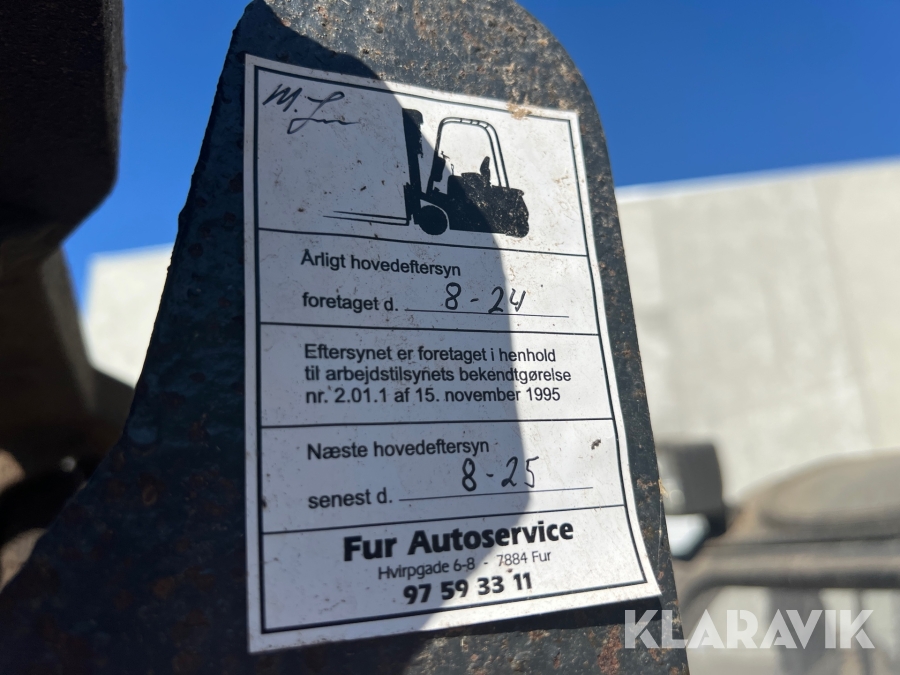 Årligt hovedeftersyn
foretaget d. 8-24
Eftersynet er foretaget i henhold
til arbejdstilsynets bekendtgørelse
nr. 2.01.1 af 15. november 1995
Næste hovedeftersyn
senest d. 8-25
Fur Autoservice
Hvirpgade 6-8 - 7884 Fur
97 59 33 11
KLARAVIK